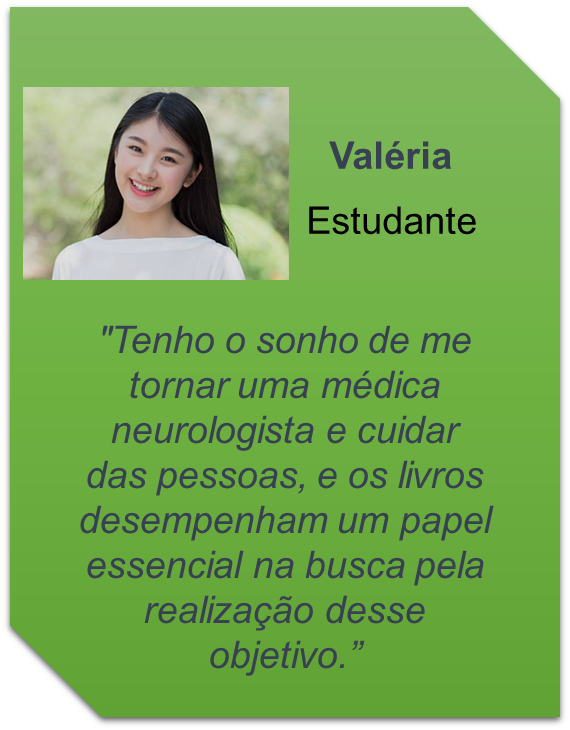 Valéria
Estudante
"Tenho o sonho de me
tornar uma médica
neurologista e cuidar
das pessoas, e os livros
desempenham um papel
essencial na busca pela
realização desse
objetivo.”